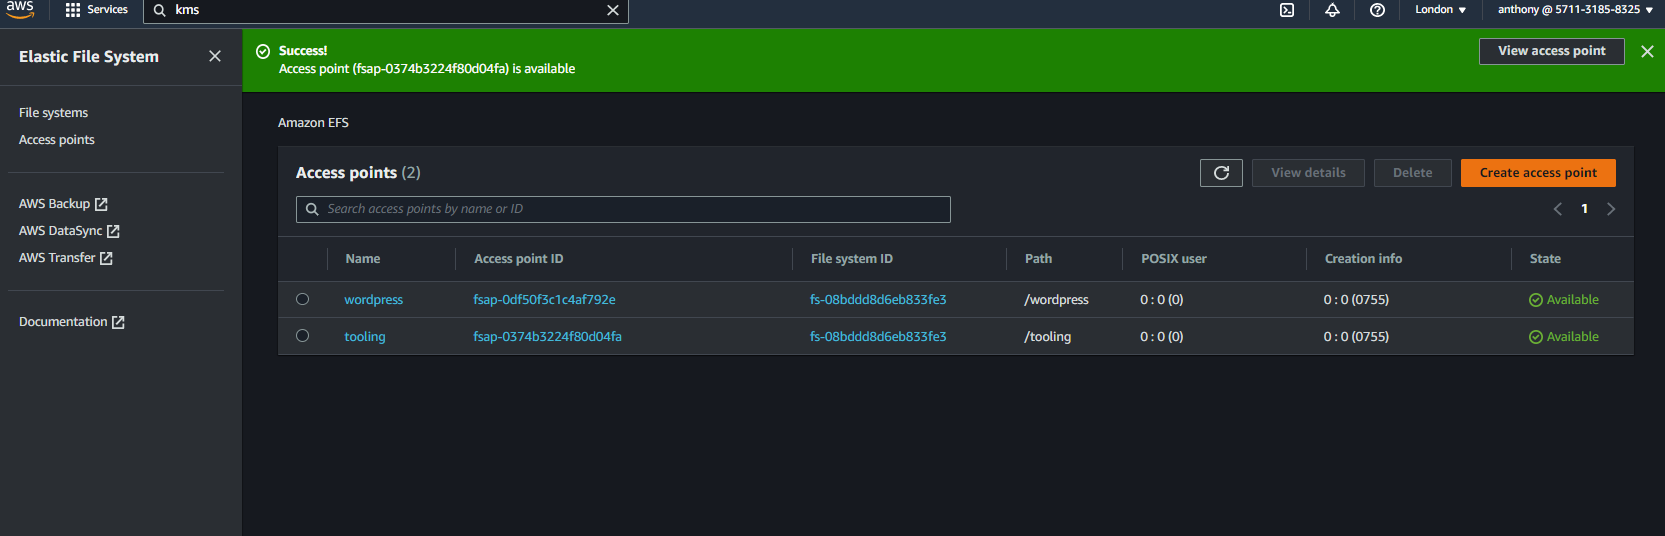 aws
Services
kms
London
anthony @ 5711-3185-8325
Elastic File System
File systems
Access points
AWS Backup
AWS DataSync
AWS Transfer
Documentation
Success!
Access point (fsap-0374b3224f80d04fa) is available
View access point
Amazon EFS
Access points (2)
View details
Delete
Create access point
Search access points by name or ID
1
Name Access point ID File system ID Path POSIX user Creation info State
wordpress fsap-0df50f3c1c4af792e fs-08bddd8d6eb833fe3 /wordpress 0 : 0 (0) 0 : 0 (0755) Available
tooling fsap-0374b3224f80d04fa fs-08bddd8d6eb833fe3 /tooling 0 : 0 (0) 0 : 0 (0755) Available